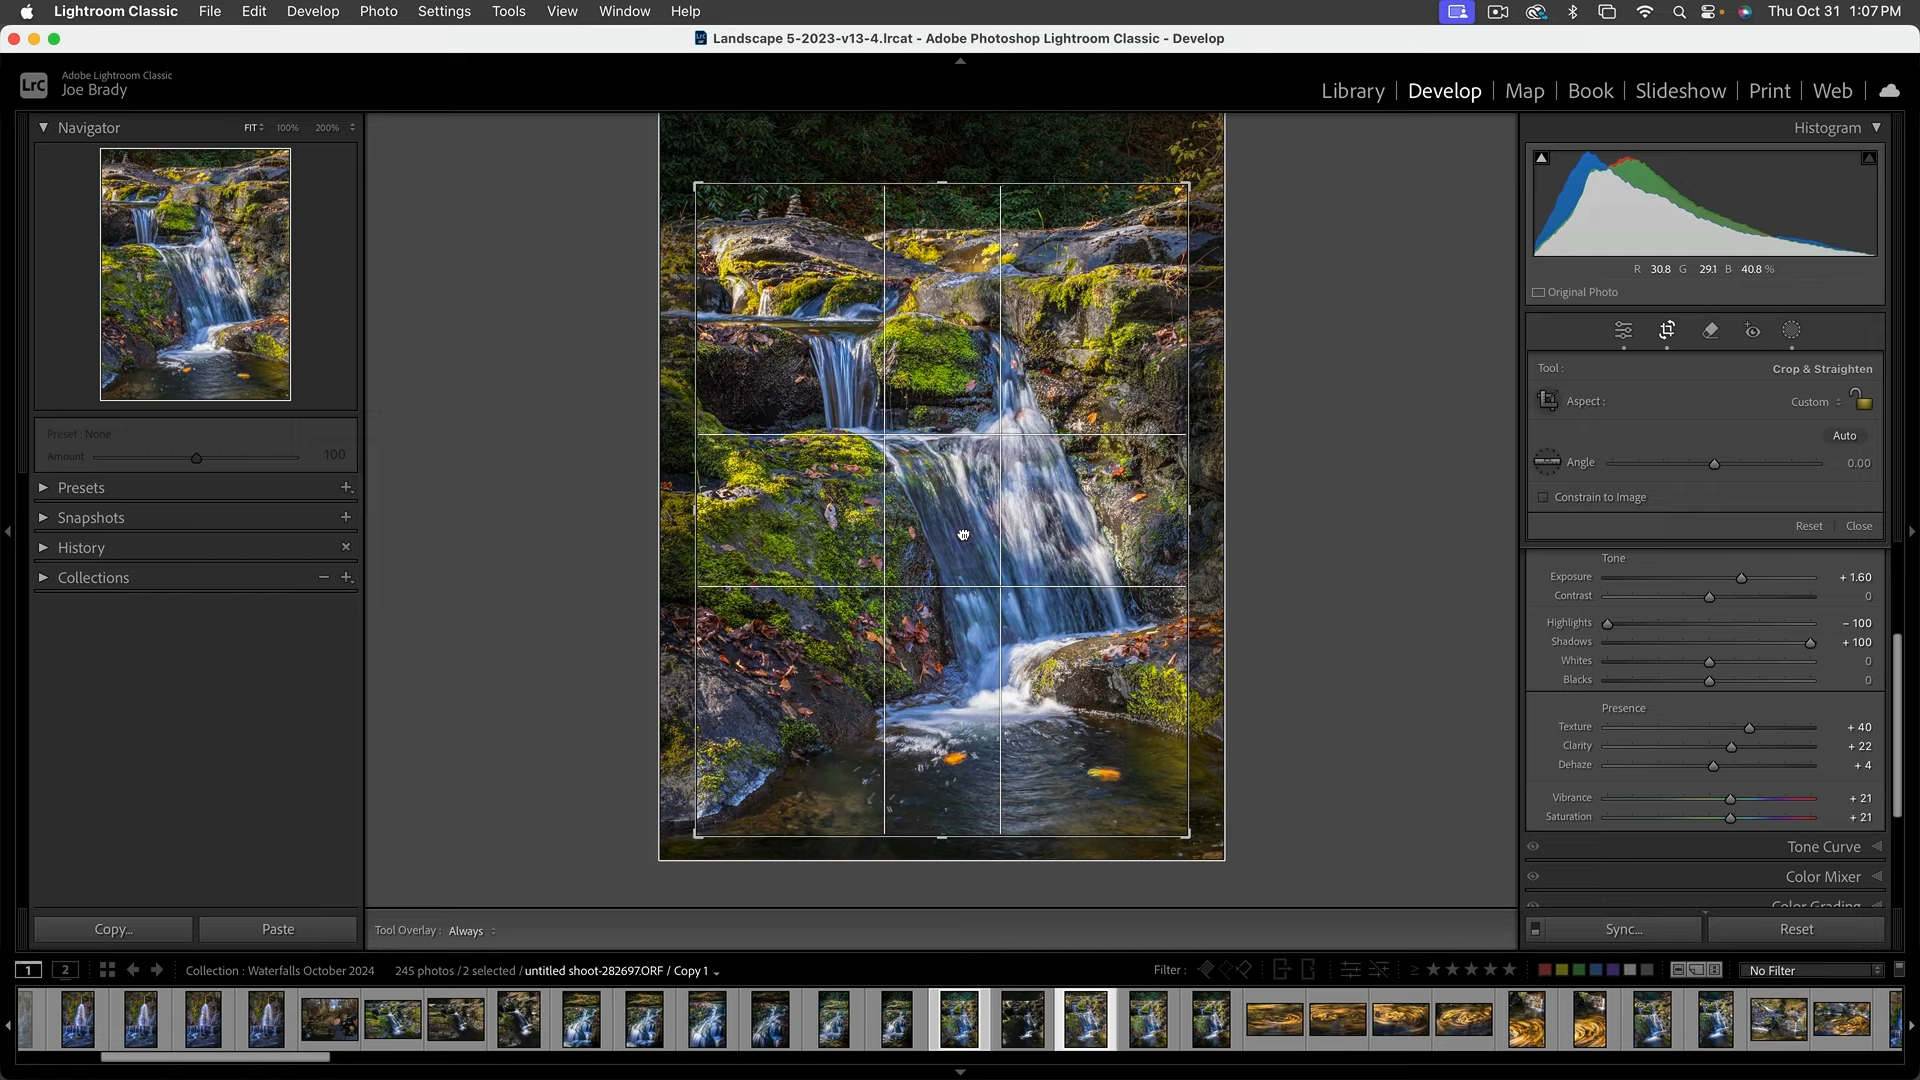 Lightroom Classic File Edit Develop Photo Settings Tools View Window Help Thu Oct 31 1:07 PM
Landscape 5-2023-v13-4.lrcat - Adobe Photoshop Lightroom Classic - Develop
LrC Adobe Lightroom Classic
Joe Brady
Library | Develop | Map | Book | Slideshow | Print | Web
Navigator FIT 100% 200%
Histogram
R 30.8 G 29.1 B 40.8 %
Original Photo
Tool : Crop & Straighten
Aspect : Custom
Auto
Angle 0.00
Constrain to Image
Reset Close
Preset : None
Amount 100
Presets
Snapshots
History
Collections
Tone
Exposure + 1.60
Contrast 0
Highlights – 100
Shadows + 100
Whites 0
Blacks 0
Presence
Texture + 40
Clarity + 22
Dehaze + 4
Vibrance + 21
Saturation + 21
Tone Curve
Color Mixer
Color Grading
Copy... Paste
Tool Overlay : Always
Sync... Reset
1 2 Collection : Waterfalls October 2024 245 photos / 2 selected / untitled shoot-282697.ORF / Copy 1
Filter : No Filter